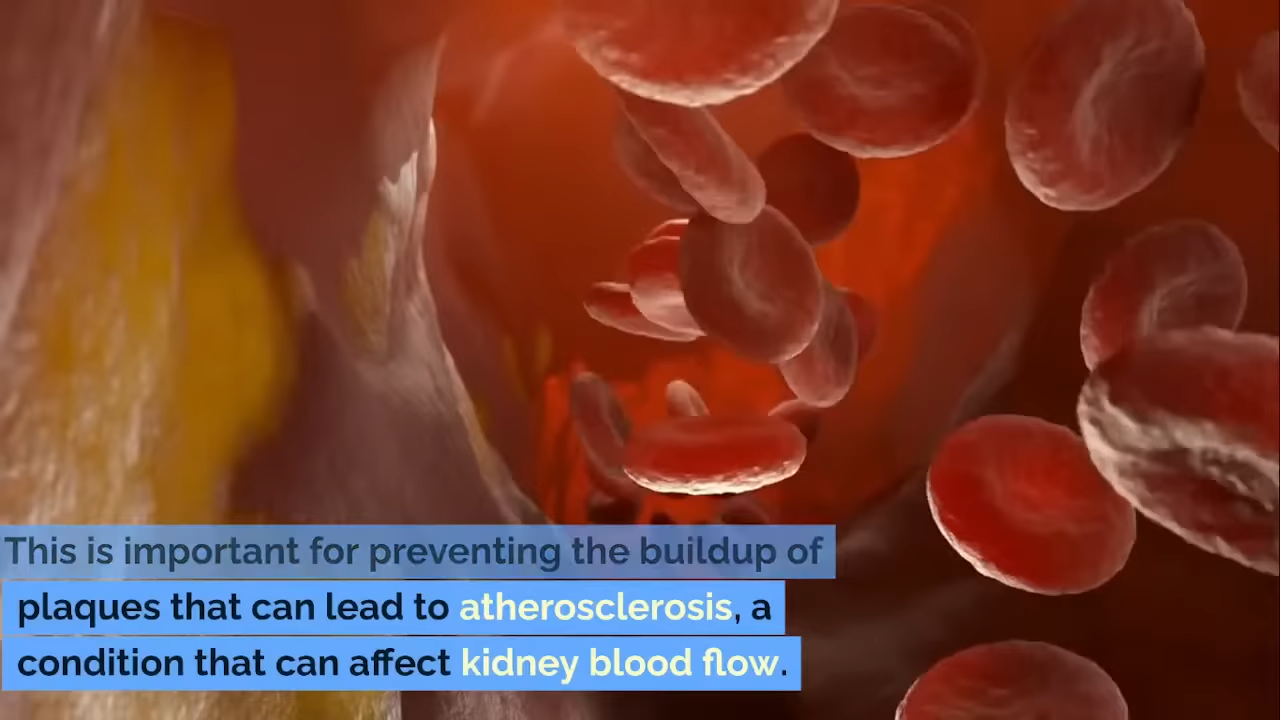 This is important for preventing the buildup of
plaques that can lead to atherosclerosis, a
condition that can affect kidney blood flow.